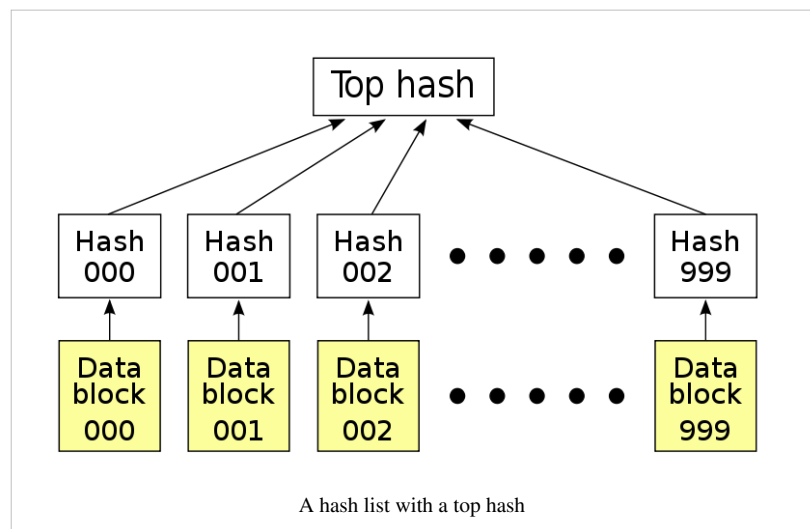 Top hash
Hash
000
Hash
001
Hash
002
Hash
999
Data
block
000
Data
block
001
Data
block
002
Data
block
999
A hash list with a top hash